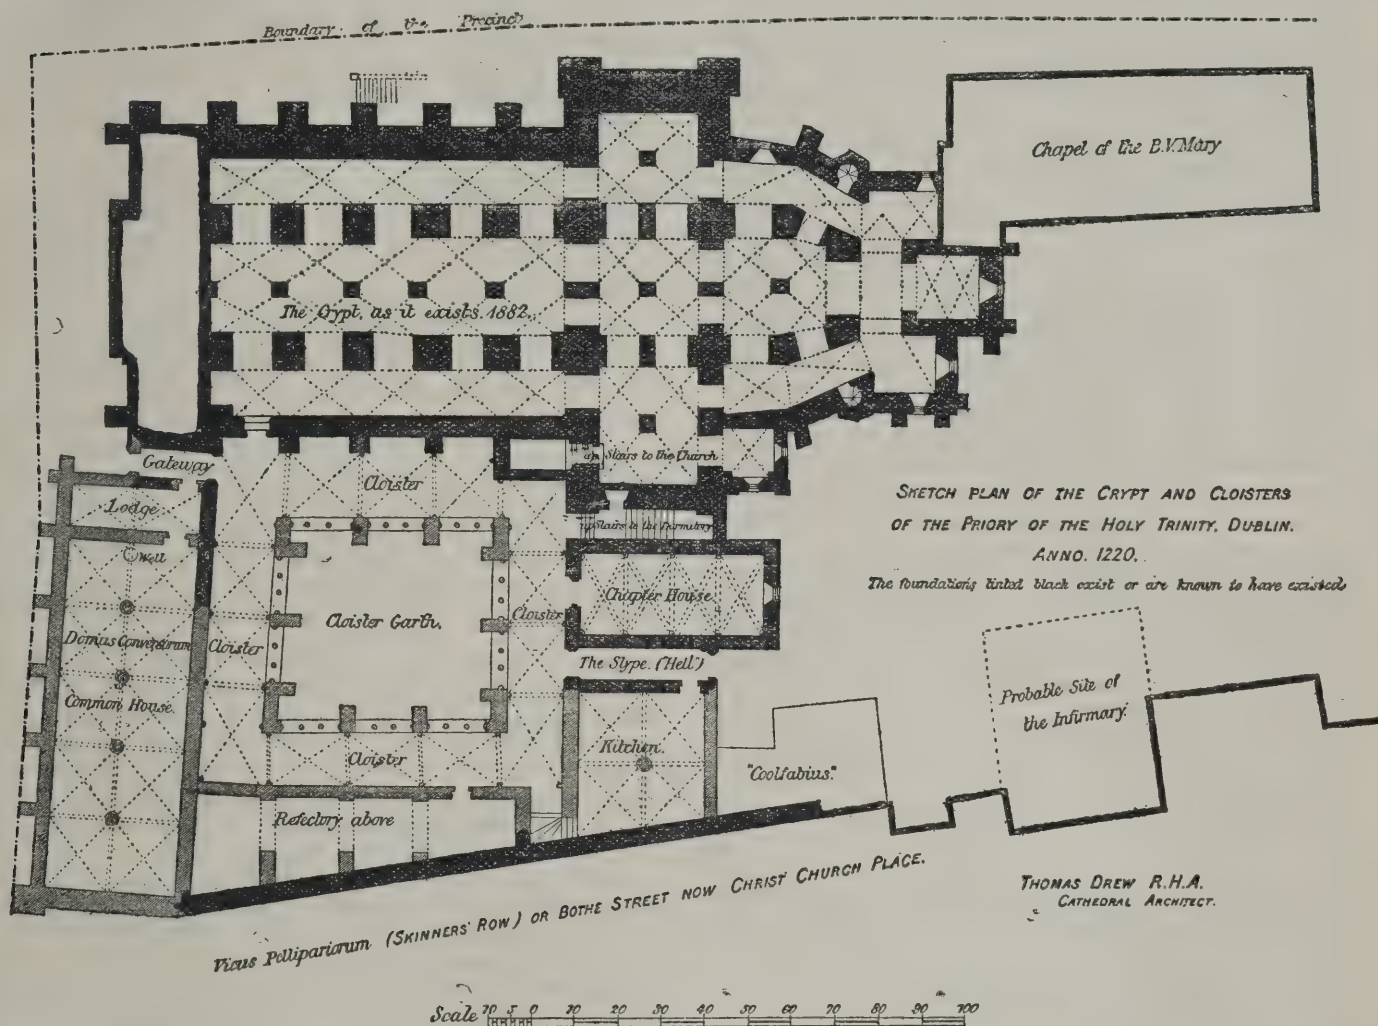 Boundary of the Precinct
Chapel of the B.V.Mary
The Crypt, as it exists. 1882.
Gateway
Cloister
up Stairs to the Church
Lodge
up Stairs to the Dormitory
SKETCH PLAN OF THE CRYPT AND CLOISTERS
OF THE PRIORY OF THE HOLY TRINITY, DUBLIN.
ANNO. 1220.
The foundations tinted black exist or are known to have existed
Well
Chapter House
Cloister Garth.
Cloister
Domus Conversorum
Cloister
The Slype. ("Hell")
Common House.
Probable Site of
the Infirmary.
Kitchen.
Cloister
"Coolfabius."
Refectory above
Vicus Pellipariorum (SKINNERS' ROW) OR BOTHE STREET NOW CHRIST CHURCH PLACE.
THOMAS DREW R.H.A.
CATHEDRAL ARCHITECT.
Scale 10 5 0 10 20 30 40 50 60 70 80 90 100